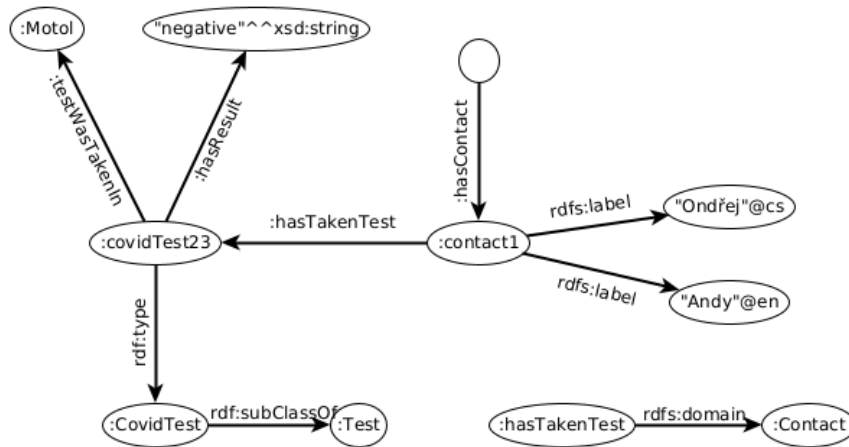 :Motol
"negative"^^xsd:string
:testWasTakenIn
:hasResult
:hasContact
:hasTakenTest
rdfs:label
"Ondřej"@cs
:covidTest23
:contact1
rdfs:label
"Andy"@en
rdf:type
:CovidTest
rdf:subClassOf
:Test
:hasTakenTest
rdfs:domain
:Contact